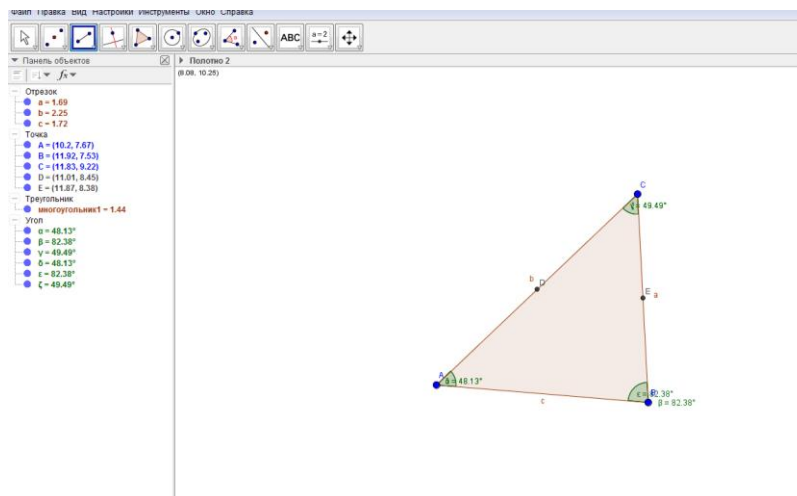 Файл Правка Вид Настройки Инструменты Окно Справка
ABC a=2
Панель объектов
Полотно 2
fx
(8.08, 10.25)
Отрезок
a = 1.69
b = 2.25
c = 1.72
Точка
A = (10.2, 7.67)
B = (11.92, 7.53)
C = (11.83, 9.22)
D = (11.01, 8.45)
E = (11.87, 8.38)
Треугольник
многоугольник1 = 1.44
Угол
α = 48.13°
β = 82.38°
γ = 49.49°
δ = 48.13°
ε = 82.38°
ζ = 49.49°
C
ζ = 49.49°
b
D
E a
A
= 48.13°
c
ε = 82.38°
β = 82.38°